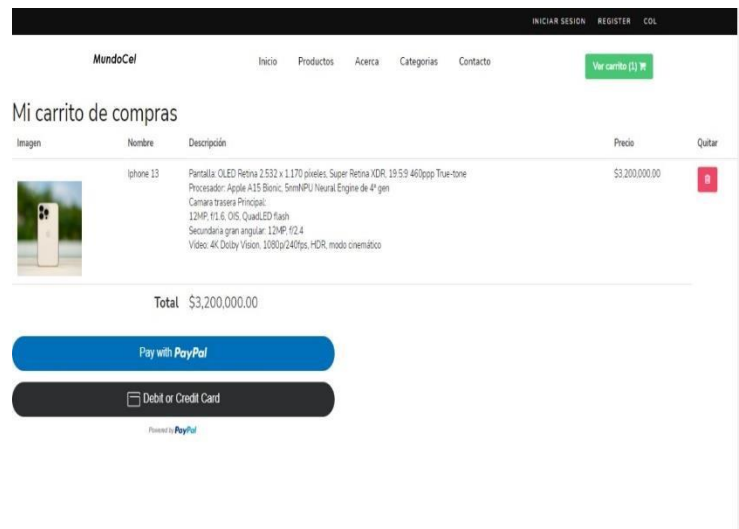 INICIAR SESION REGISTER COL
MundoCel Inicio Productos Acerca Categorias Contacto Ver carrito (1)
Mi carrito de compras
Imagen Nombre Descripción Precio Quitar
Iphone 13 Pantalla: OLED Retina 2.532 x 1.170 pixeles, Super Retina XDR, 19.5:9 460ppp True-tone $3,200,000.00
Procesador: Apple A15 Bionic, 5nmNPU Neural Engine de 4ª gen
Camara trasera Principal:
12MP, f/1.6, OIS, QuadLED flash
Secundaria gran angular: 12MP, f/2.4
Video: 4K Dolby Vision, 1080p/240fps, HDR, modo cinemático
Total $3,200,000.00
Pay with PayPal
Debit or Credit Card
Powered by PayPal